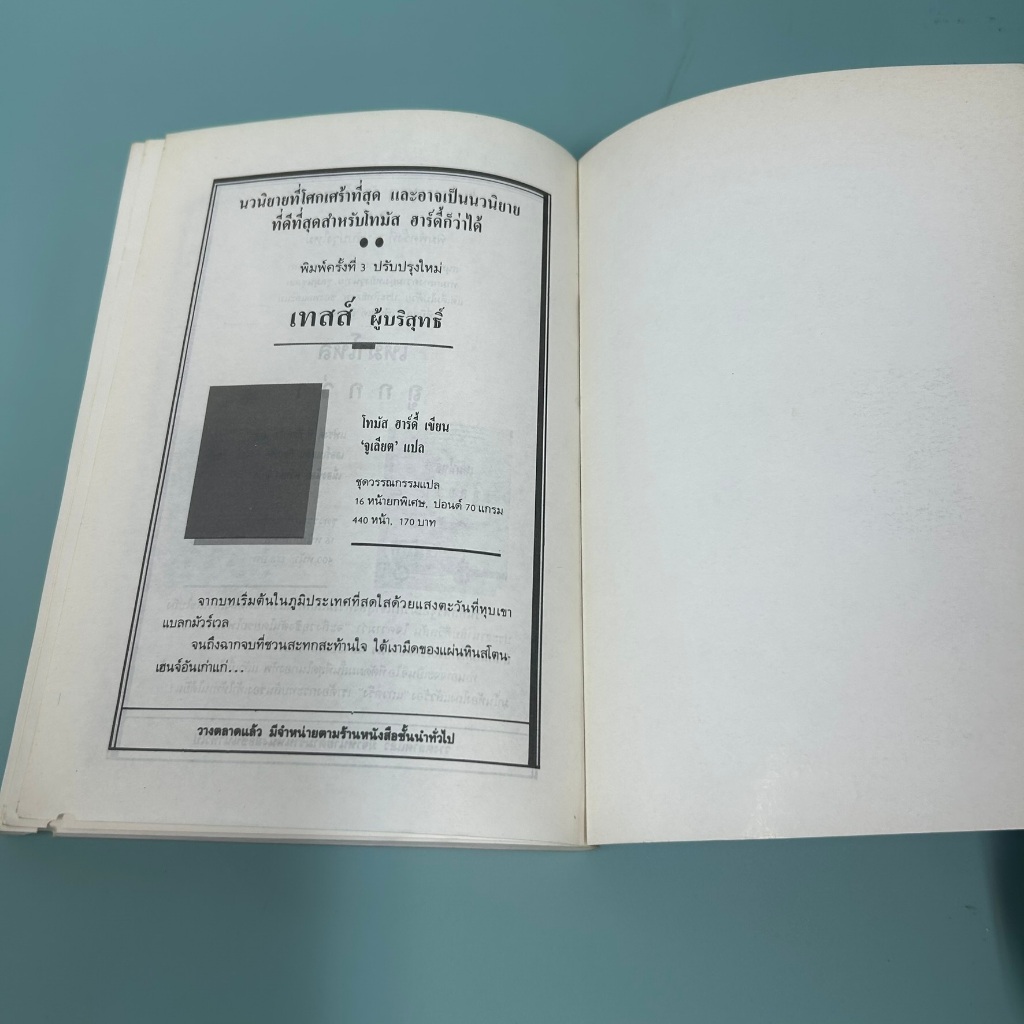 นวนิยายที่โศกเศร้าที่สุด และอาจเป็นนวนิยาย
ที่ดีที่สุดสำหรับโทมัส ฮาร์ดี้ก็ว่าได้
พิมพ์ครั้งที่ 3 ปรับปรุงใหม่
เทสส์ ผู้บริสุทธิ์
โทมัส ฮาร์ดี้ เขียน
‘จูเลียต’ แปล
ชุดวรรณกรรมแปล
16 หน้ายกพิเศษ, ปอนด์ 70 แกรม
440 หน้า, 170 บาท
จากบทเริ่มต้นในภูมิประเทศที่สดใสด้วยแสงตะวันที่หุบเขา
แบลกมัวร์เวล
จนถึงฉากจบที่ชวนสะทกสะท้านใจ ใต้เงามืดของแผ่นหินสโตน-
เฮนจ์อันเก่าแก่...
วางตลาดแล้ว มีจำหน่ายตามร้านหนังสือชั้นนำทั่วไป